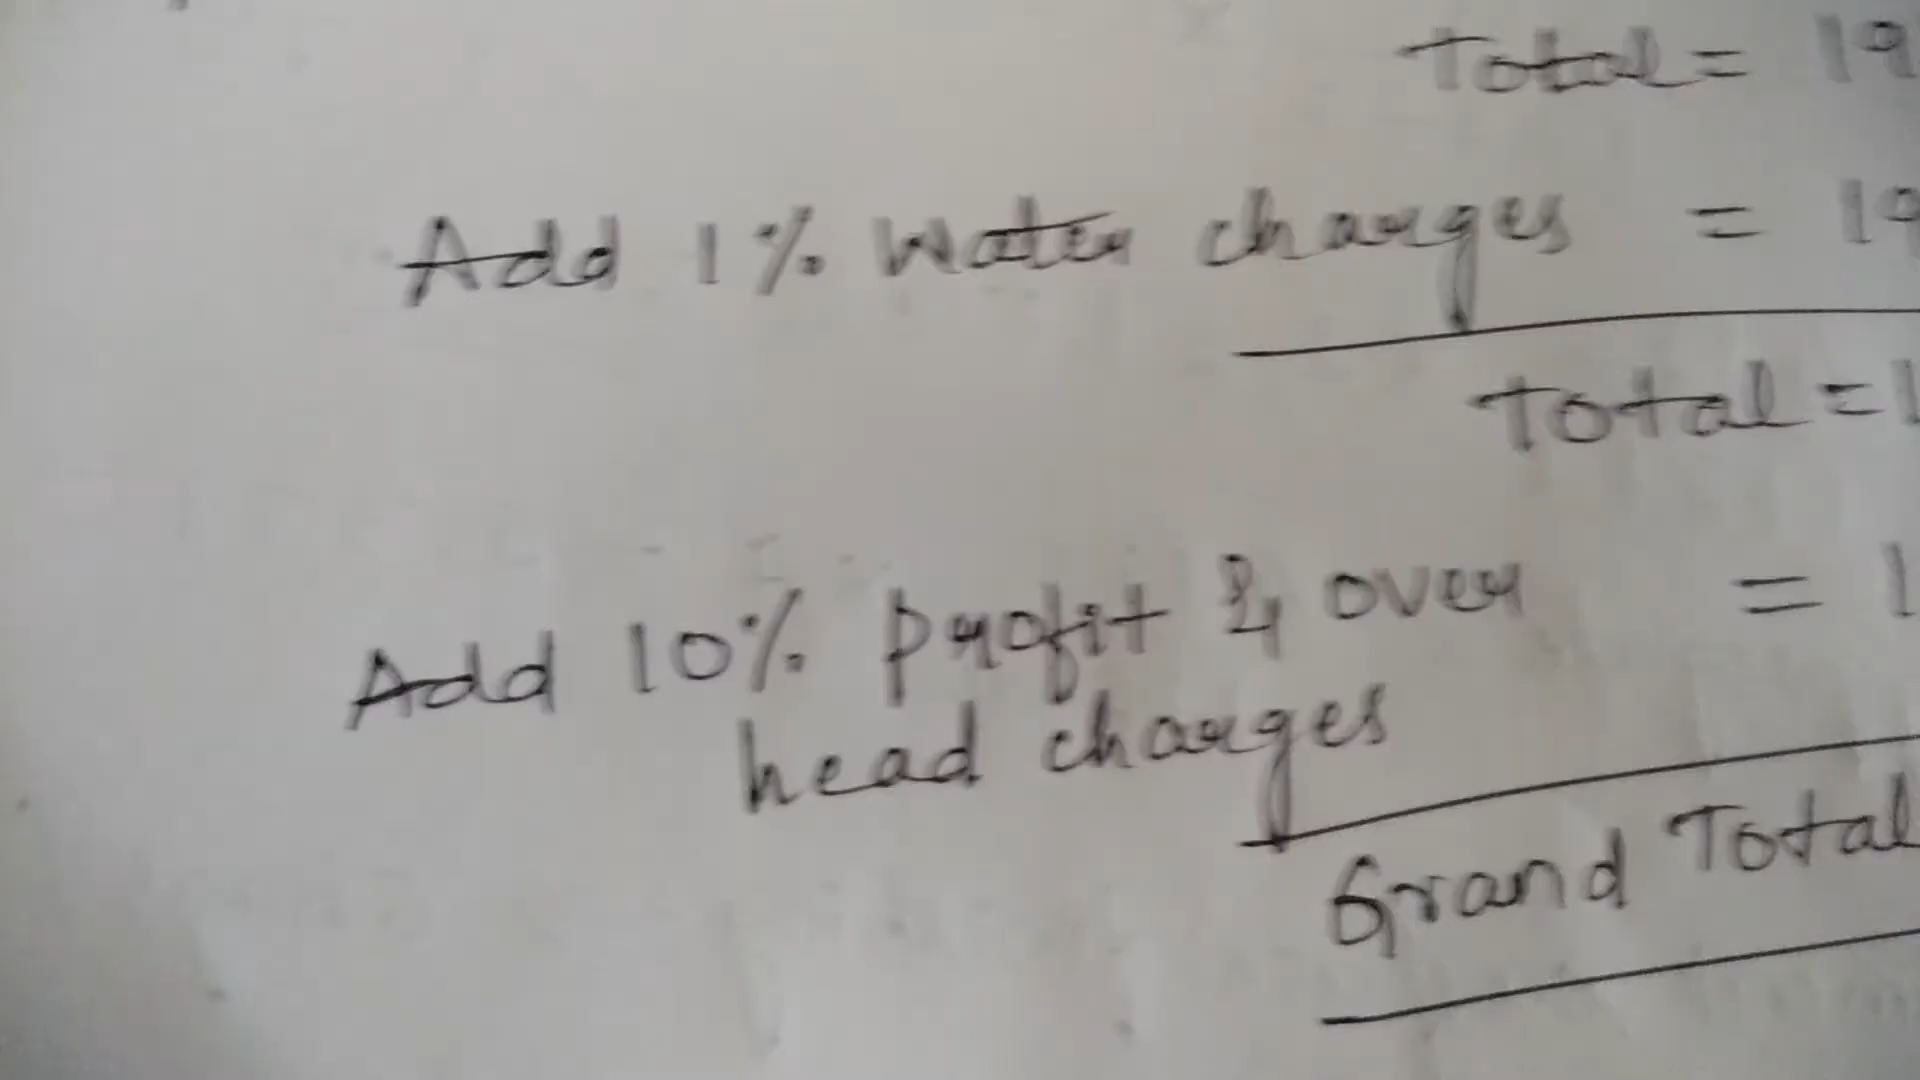 Total = 19
Add 1% Water charges = 19
Total = 1
Add 10% Profit & over = 1
head charges
Grand Total